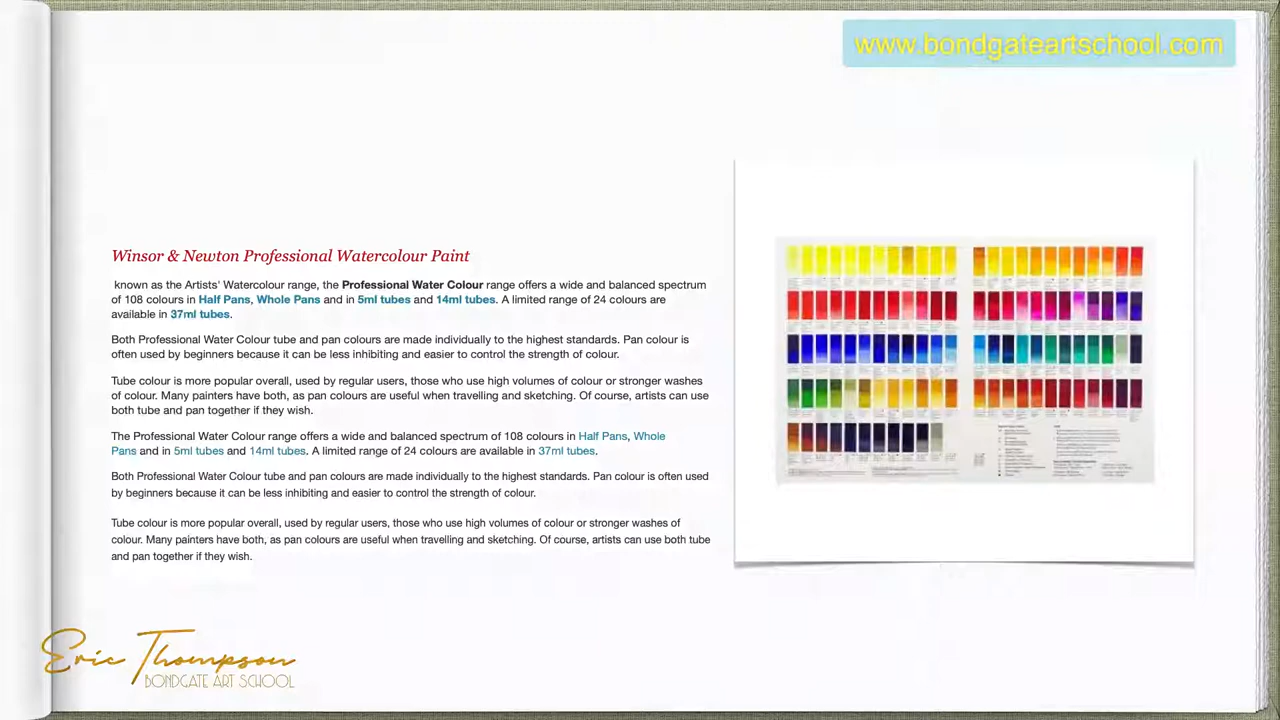 www.bondgateartschool.com
Winsor & Newton Professional Watercolour Paint
known as the Artists' Watercolour range, the Professional Water Colour range offers a wide and balanced spectrum
of 108 colours in Half Pans, Whole Pans and in 5ml tubes and 14ml tubes. A limited range of 24 colours are
available in 37ml tubes.
Both Professional Water Colour tube and pan colours are made individually to the highest standards. Pan colour is
often used by beginners because it can be less inhibiting and easier to control the strength of colour.
Tube colour is more popular overall, used by regular users, those who use high volumes of colour or stronger washes
of colour. Many painters have both, as pan colours are useful when travelling and sketching. Of course, artists can use
both tube and pan together if they wish.
The Professional Water Colour range offers a wide and balanced spectrum of 108 colours in Half Pans, Whole
Pans and in 5ml tubes and 14ml tubes. A limited range of 24 colours are available in 37ml tubes.
Both Professional Water Colour tube and pan colours are made individually to the highest standards. Pan colour is often used
by beginners because it can be less inhibiting and easier to control the strength of colour.
Tube colour is more popular overall, used by regular users, those who use high volumes of colour or stronger washes of
colour. Many painters have both, as pan colours are useful when travelling and sketching. Of course, artists can use both tube
and pan together if they wish.
Eric Thompson
BONDGATE ART SCHOOL